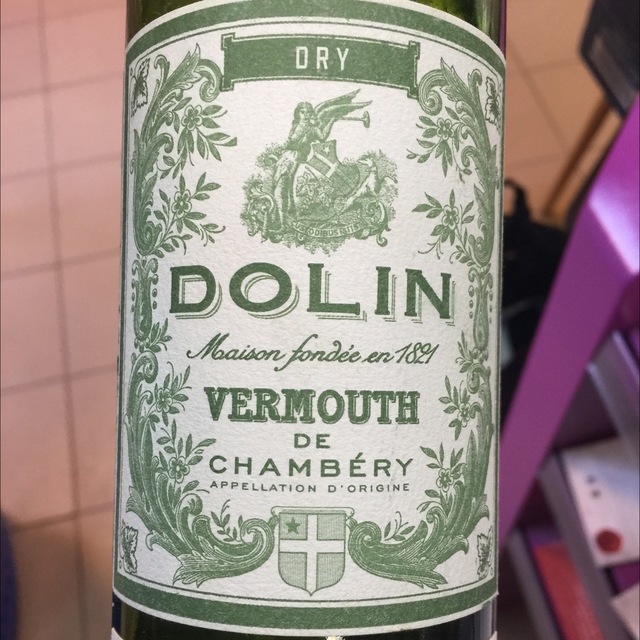 DRY
DOLIN
Maison fondée en 1821
VERMOUTH
DE
CHAMBÉRY
APPELLATION D'ORIGINE